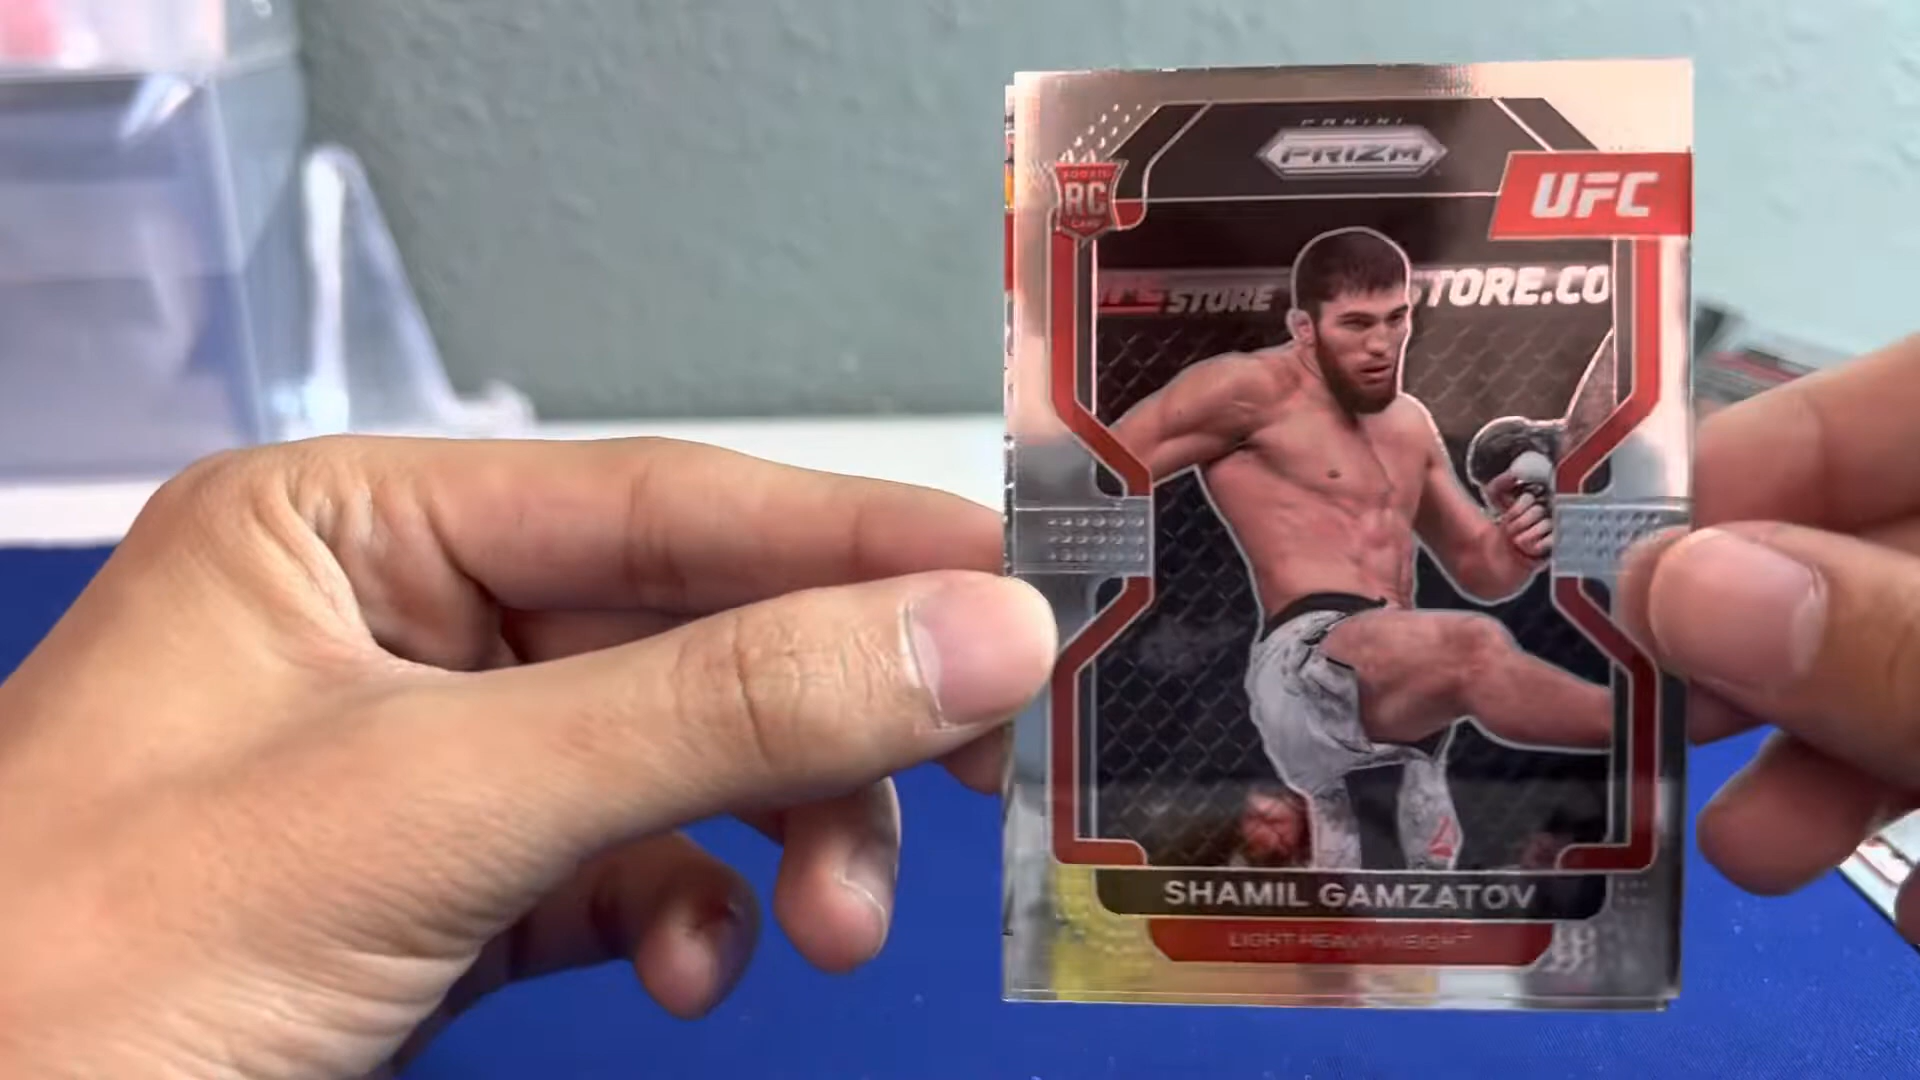 PANINI
PRIZM
ROOKIE
RC
CARD
UFC
STORE
STORE.CO
SHAMIL GAMZATOV
LIGHT HEAVYWEIGHT